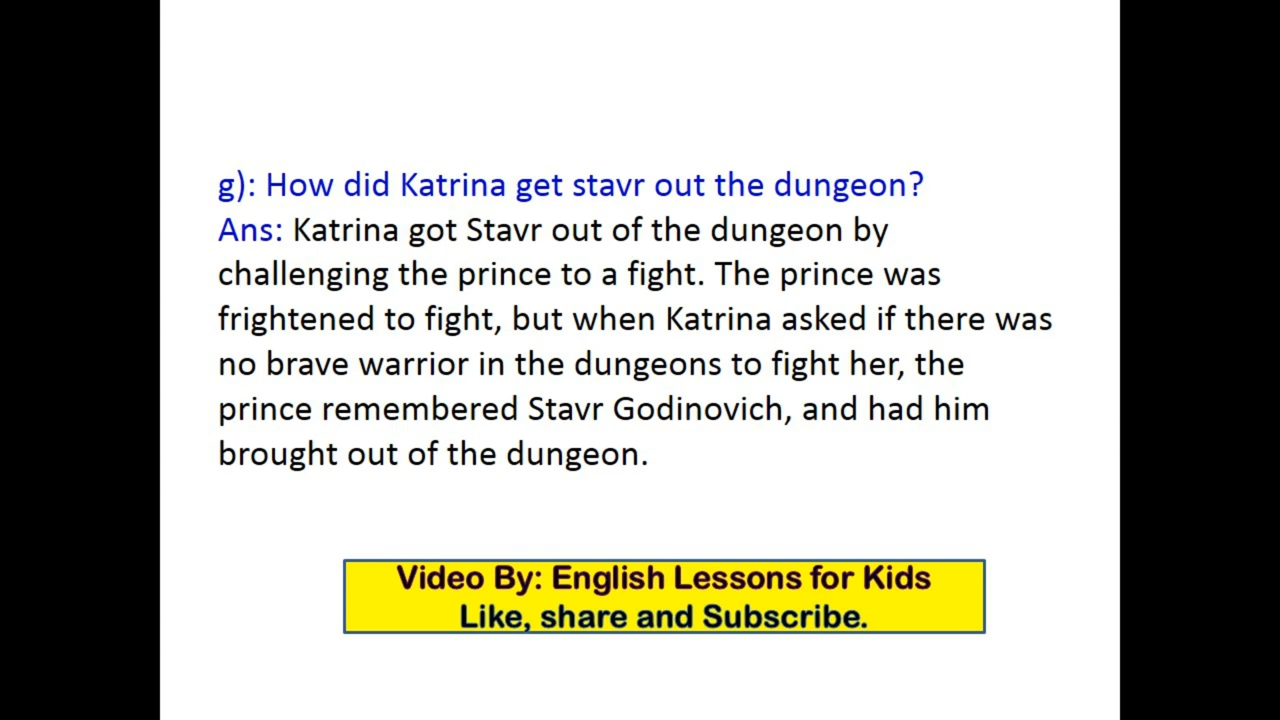 g): How did Katrina get stavr out the dungeon?
Ans: Katrina got Stavr out of the dungeon by
challenging the prince to a fight. The prince was
frightened to fight, but when Katrina asked if there was
no brave warrior in the dungeons to fight her, the
prince remembered Stavr Godinovich, and had him
brought out of the dungeon.
Video By: English Lessons for Kids
Like, share and Subscribe.